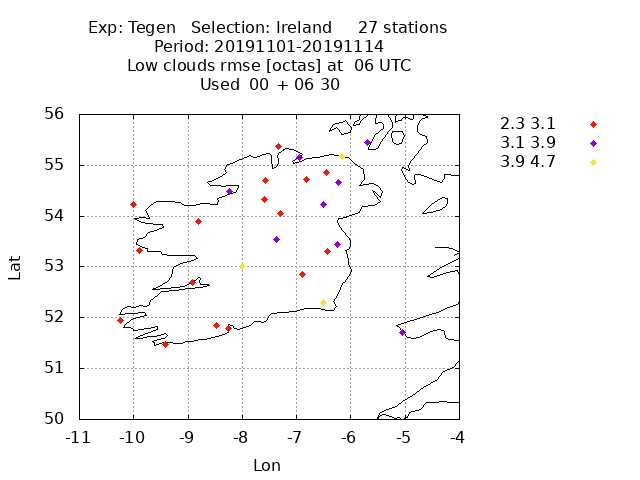 Exp: Tegen   Selection: Ireland     27 stations
Period: 20191101-20191114
Low clouds rmse [octas] at  06 UTC
Used  00 + 06 30
2.3 3.1
3.1 3.9
3.9 4.7
56
55
54
53
52
51
50
Lat
-11 -10 -9 -8 -7 -6 -5 -4
Lon